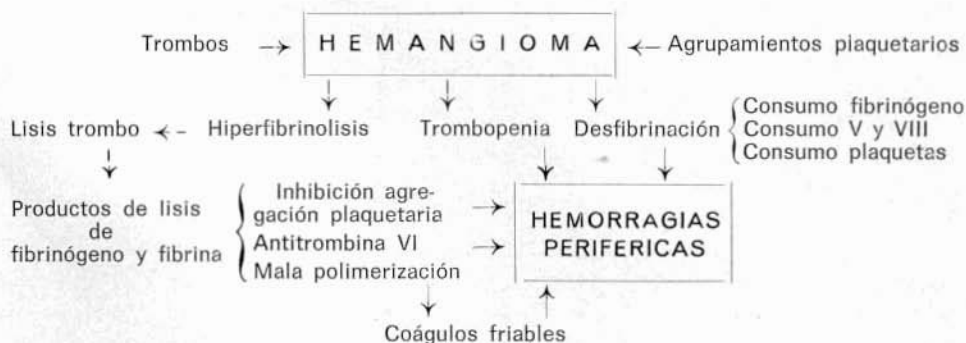 Trombos HEMANGIOMA Agrupamientos plaquetarios
Lisis trombo Hiperfibrinolisis Trombopenia Desfibrinación
Consumo fibrinógeno
Consumo V y VIII
Consumo plaquetas
Productos de lisis
de
fibrinógeno y fibrina
Inhibición agre-
gación plaquetaria
Antitrombina VI
Mala polimerización
HEMORRAGIAS
PERIFERICAS
Coágulos friables